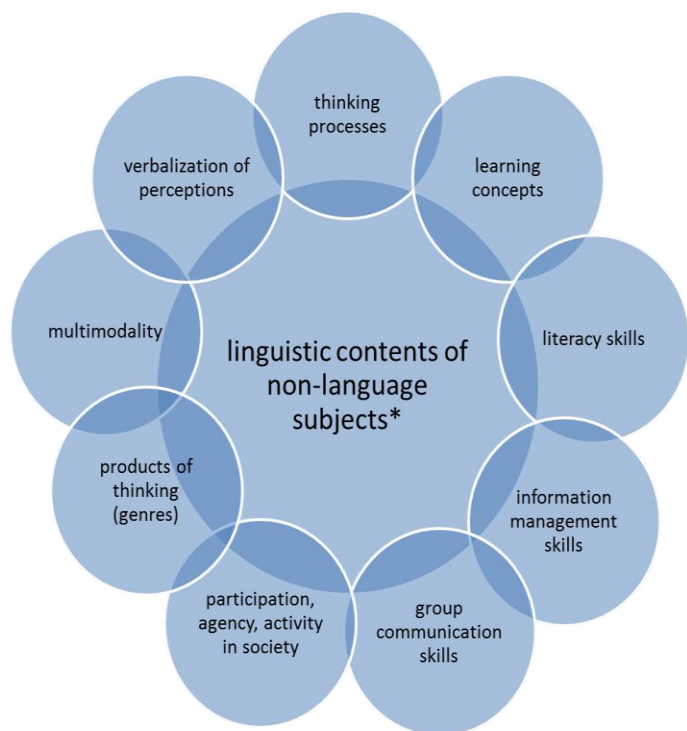 thinking
processes
learning
concepts
literacy skills
information
management
skills
group
communication
skills
participation,
agency, activity
in society
products of
thinking
(genres)
multimodality
verbalization of
perceptions
linguistic contents of
non-language
subjects*